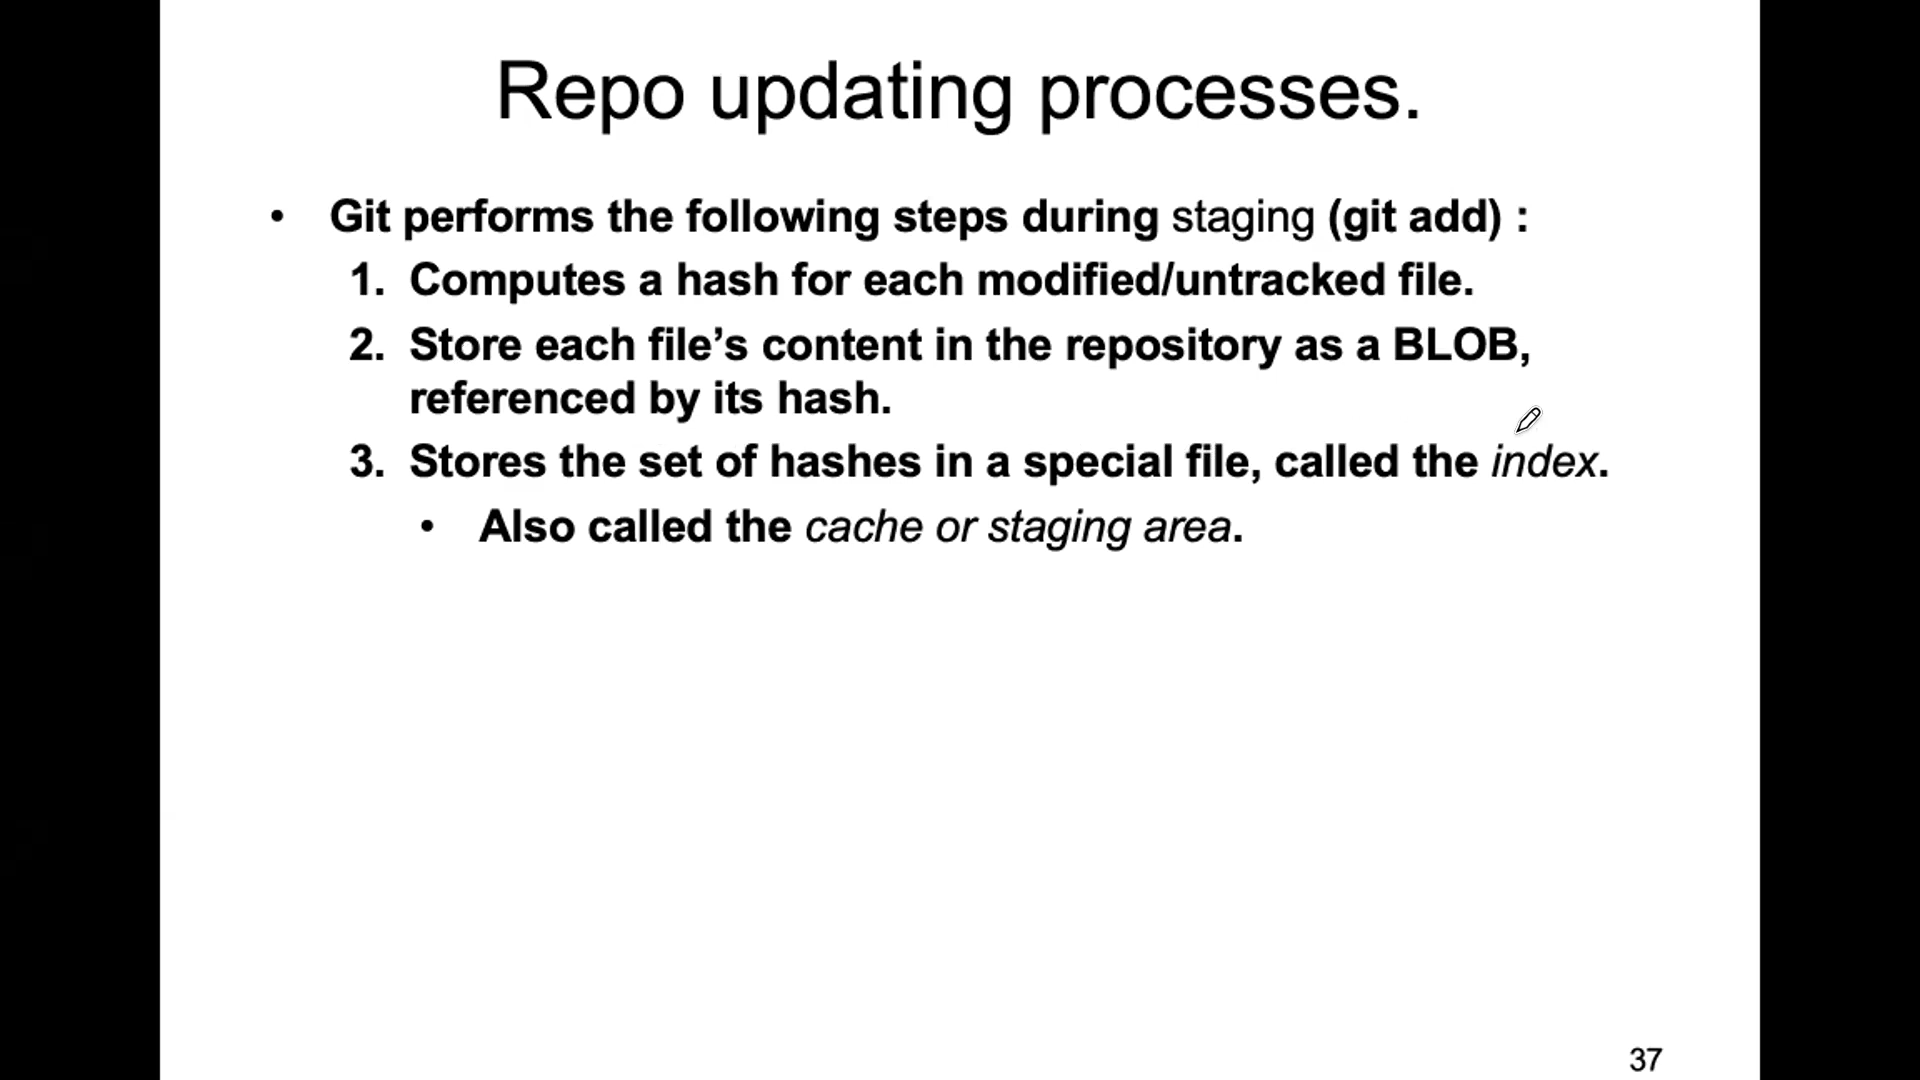 Repo updating processes.
• Git performs the following steps during staging (git add) :
1. Computes a hash for each modified/untracked file.
2. Store each file’s content in the repository as a BLOB,
referenced by its hash.
3. Stores the set of hashes in a special file, called the index.
• Also called the cache or staging area.
37